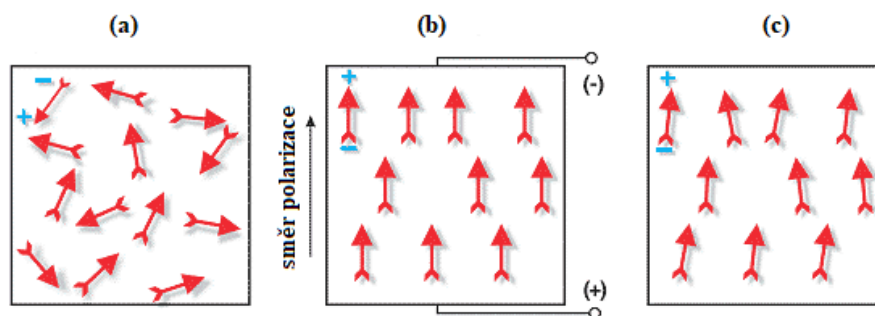 (a)
(b)
(c)
−
+
+
−
směr polarizace
(-)
(+)
+
−